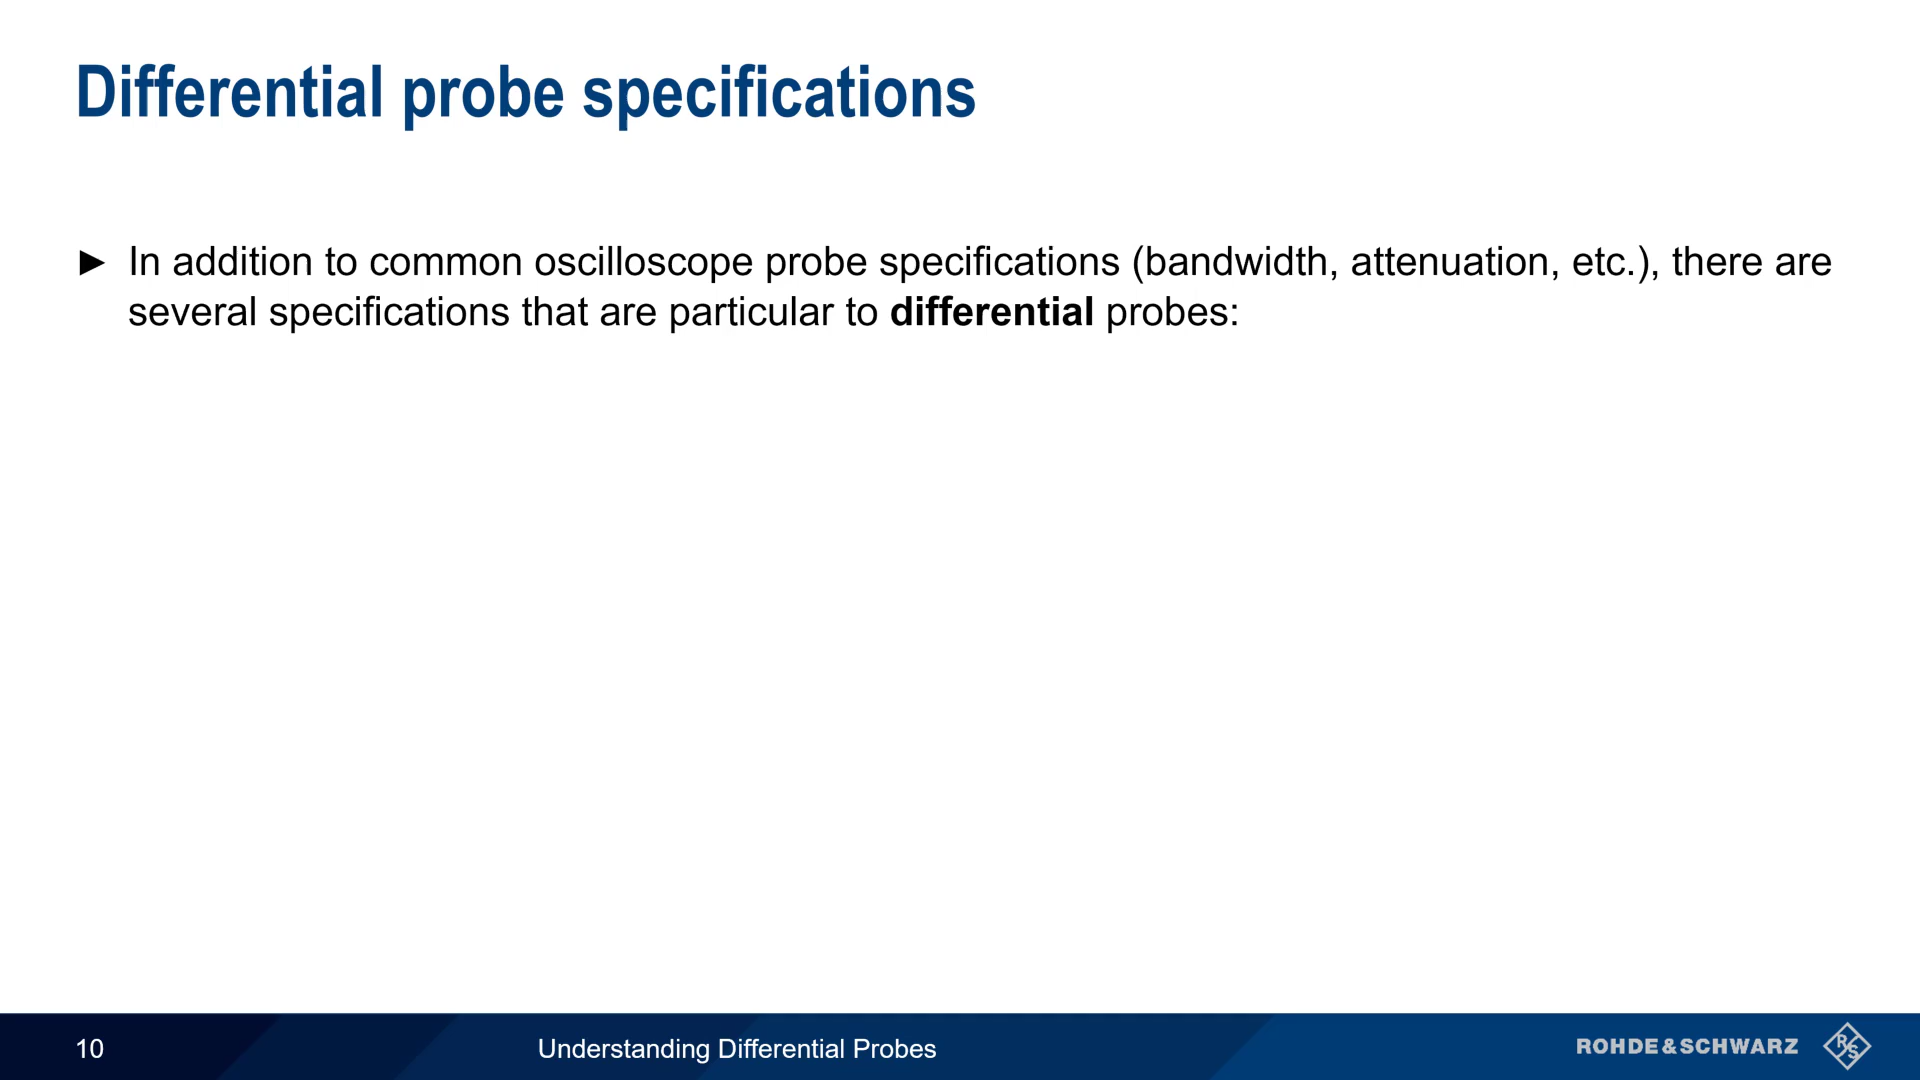 Differential probe specifications
► In addition to common oscilloscope probe specifications (bandwidth, attenuation, etc.), there are
several specifications that are particular to differential probes:
10
Understanding Differential Probes
ROHDE&SCHWARZ
R&S